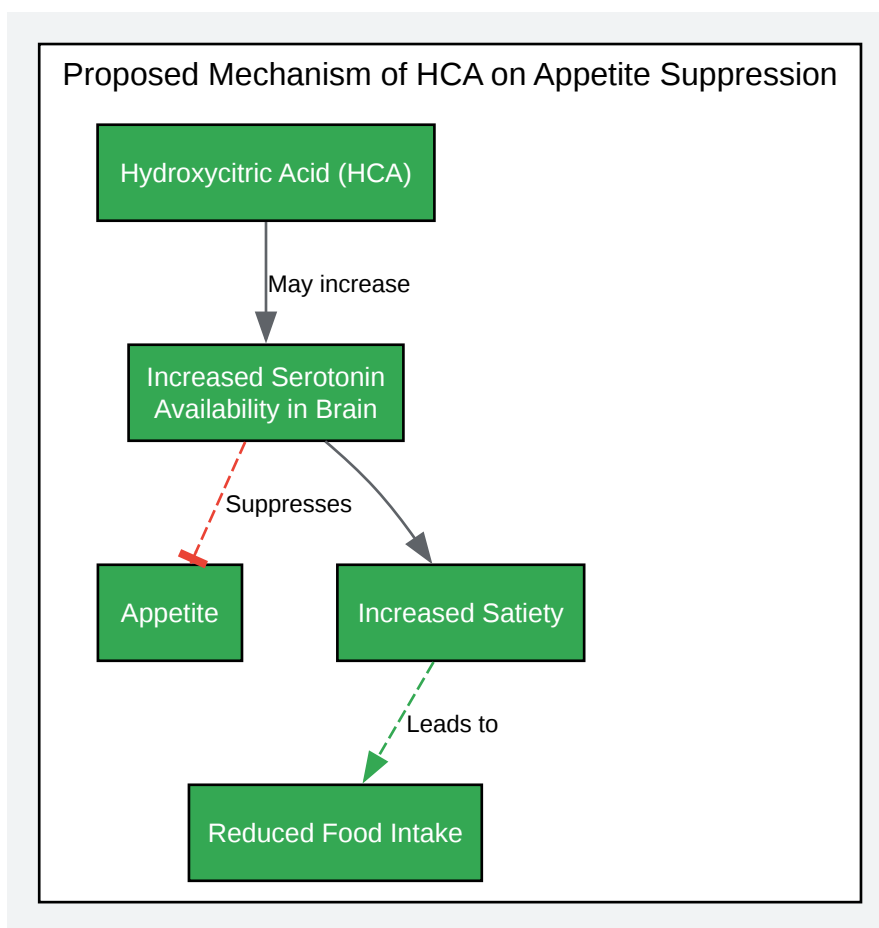 Proposed Mechanism of HCA on Appetite Suppression
Hydroxycitric Acid (HCA)
May increase
Increased Serotonin
Availability in Brain
Suppresses
Appetite
Increased Satiety
Leads to
Reduced Food Intake